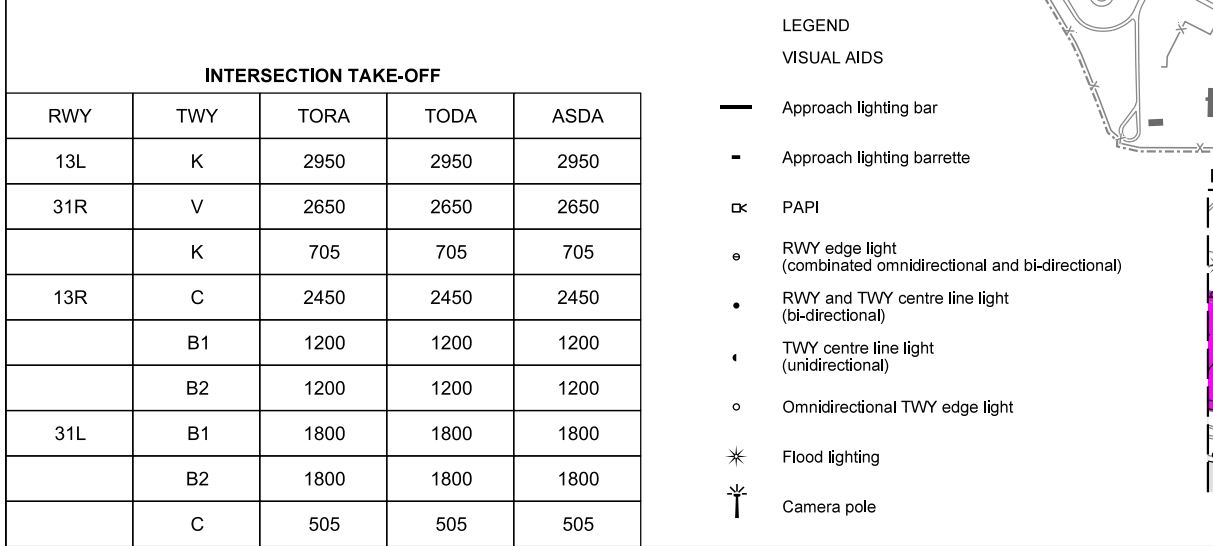 INTERSECTION TAKE-OFF
RWY TWY TORA TODA ASDA
13L K 2950 2950 2950
31R V 2650 2650 2650
K 705 705 705
13R C 2450 2450 2450
B1 1200 1200 1200
B2 1200 1200 1200
31L B1 1800 1800 1800
B2 1800 1800 1800
C 505 505 505
LEGEND
VISUAL AIDS
Approach lighting bar
Approach lighting barrette
PAPI
RWY edge light
(combinated omnidirectional and bi-directional)
RWY and TWY centre line light
(bi-directional)
TWY centre line light
(unidirectional)
Omnidirectional TWY edge light
Flood lighting
Camera pole